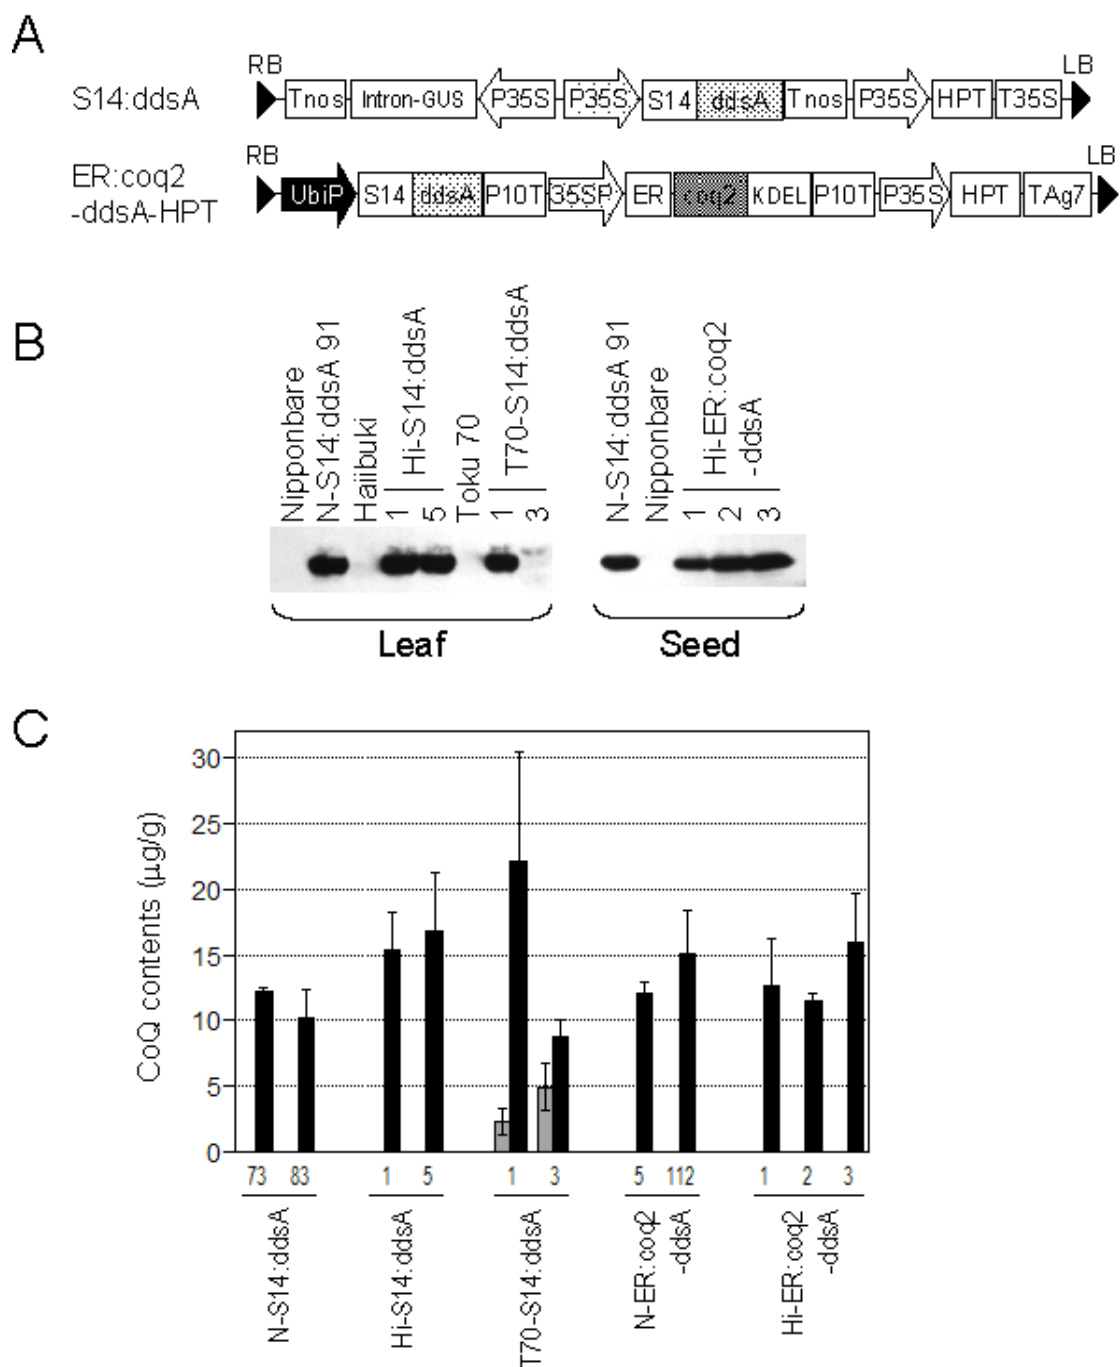 A
RB
LB
S14:ddsA
Tnos
Intron-GUS
P35S
P35S
S14
ddsA
Tnos
P35S
HPT
T35S
RB
LB
ER:coq2
-ddsA-HPT
UbiP
S14
ddsA
P10T
35SP
ER
coq2
KDEL
P10T
P35S
HPT
TAg7
B
Nipponbare
N-S14:ddsA 91
Haiibuki
Hi-S14:ddsA
1
5
Toku 70
T70-S14:ddsA
1
3
N-S14:ddsA 91
Nipponbare
Hi-ER:coq2
-ddsA
1
2
3
Leaf
Seed
C
CoQ contents (µg/g)
30
25
20
15
10
5
0
73
83
1
5
1
3
5
112
1
2
3
N-S14:ddsA
Hi-S14:ddsA
T70-S14:ddsA
N-ER:coq2
-ddsA
Hi-ER:coq2
-ddsA